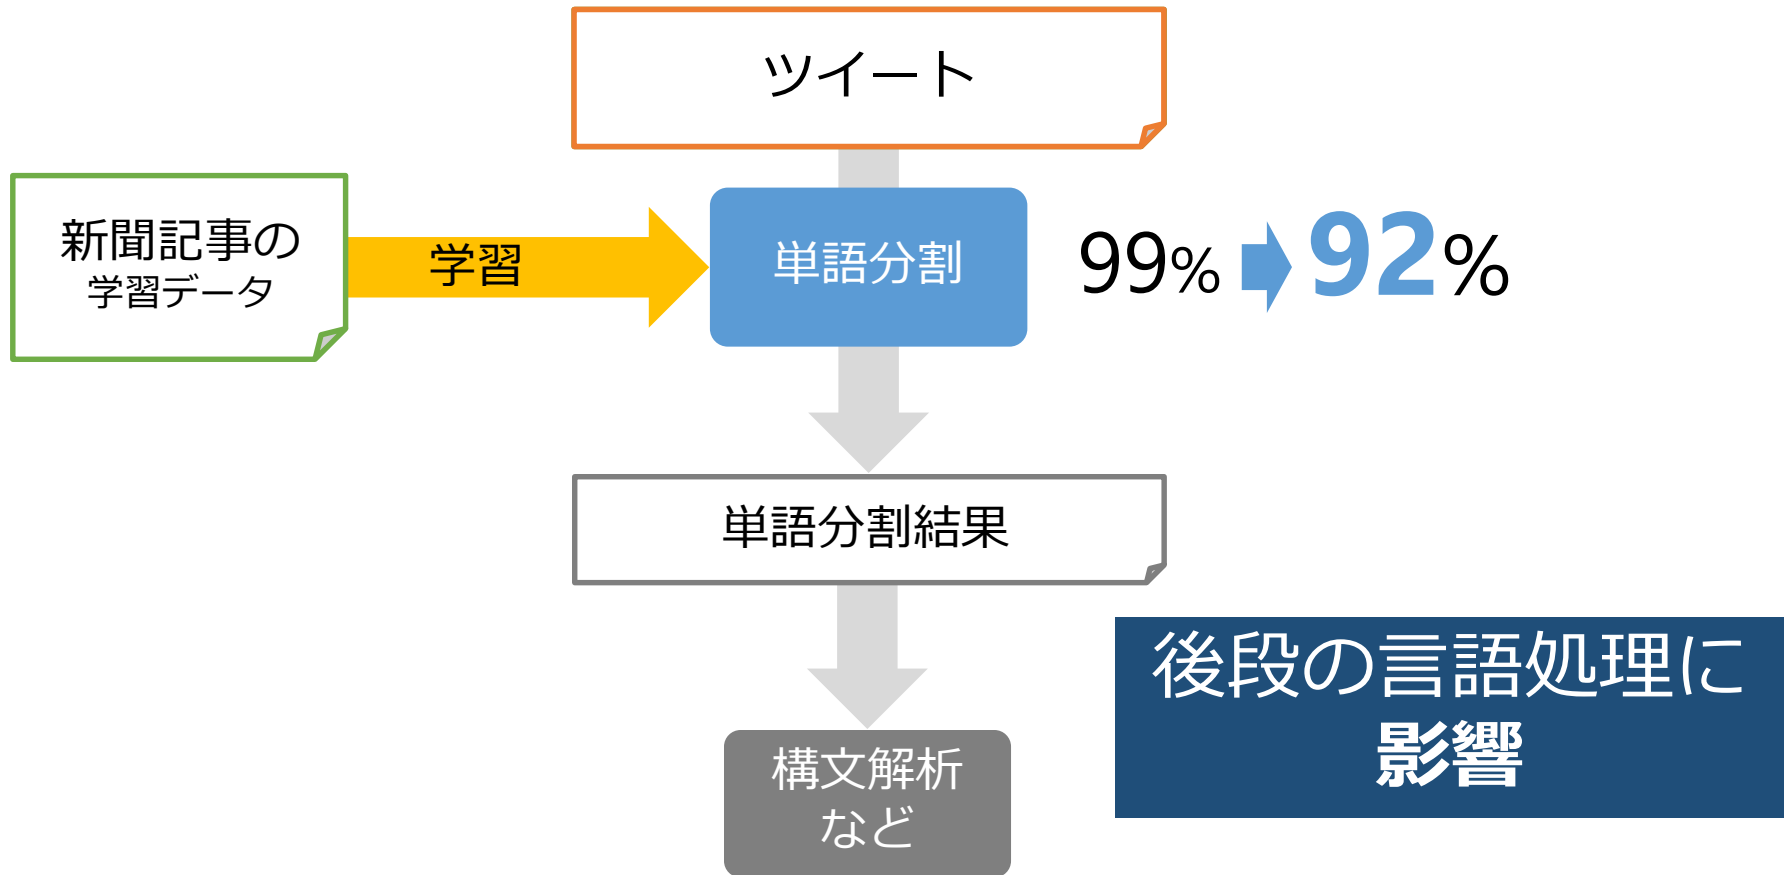 ツイート
新聞記事の
学習データ
学習
単語分割
99% 92%
単語分割結果
後段の言語処理に
影響
構文解析
など